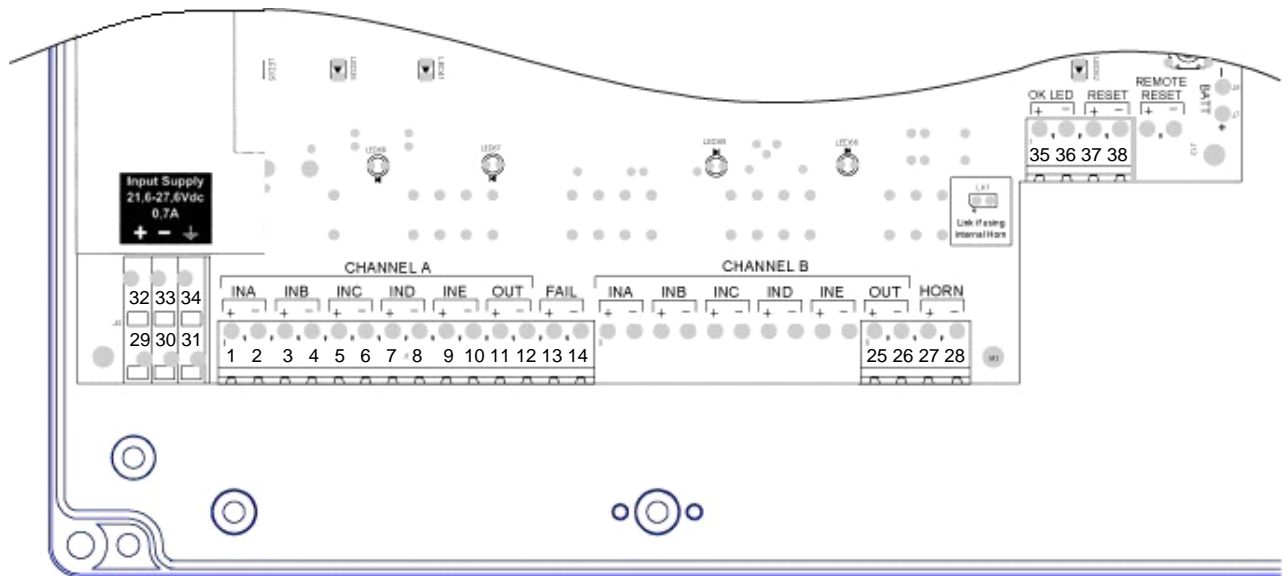 OK LED RESET REMOTE RESET BATT
+ − + − + −
35 36 37 38
Input Supply
21,6-27,6Vdc
0,7A
+ −
LK1
Link if using
internal Horn
CHANNEL A CHANNEL B
INA INB INC IND INE OUT FAIL INA INB INC IND INE OUT HORN
+ − + − + − + − + − + − + − + − + − + − + − + − + − + −
32 33 34
29 30 31
1 2 3 4 5 6 7 8 9 10 11 12 13 14 25 26 27 28